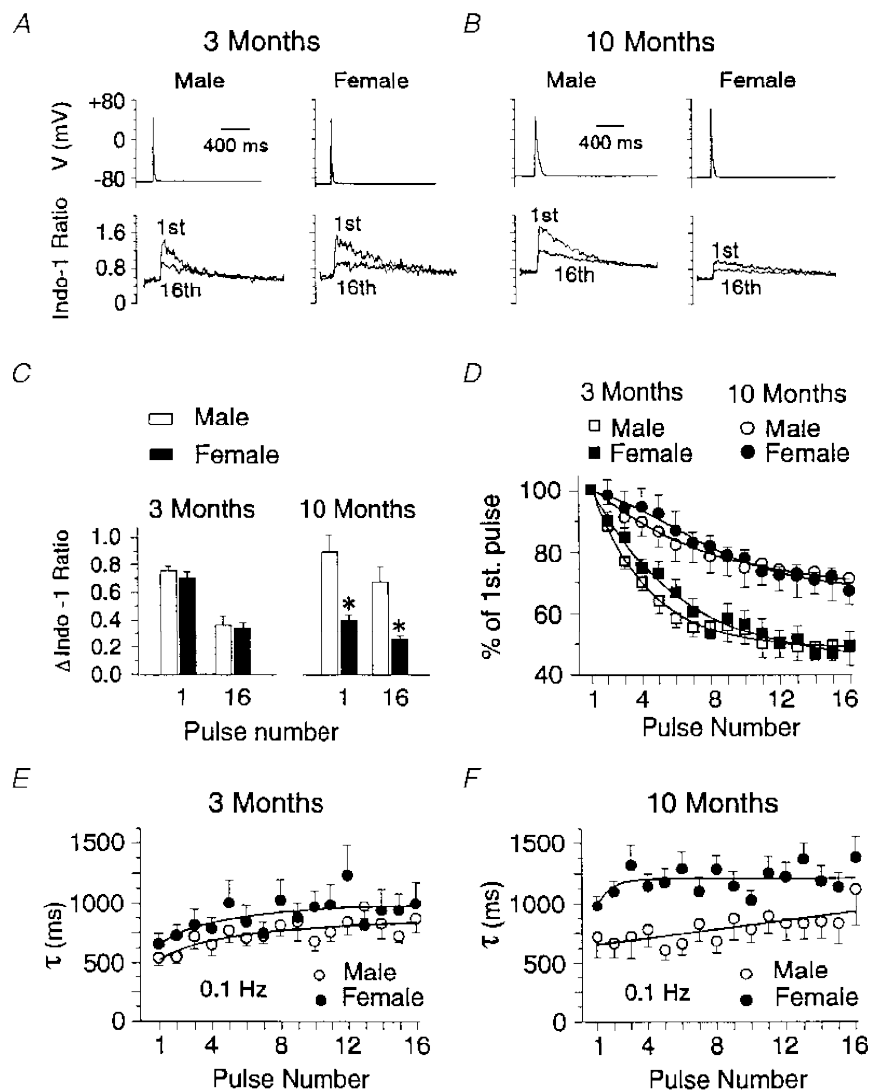 A
3 Months
B
10 Months
Male
Female
Male
Female
V (mV)
+80
0
-80
400 ms
400 ms
Indo-1 Ratio
1.6
0.8
0
1st
16th
1st
16th
1st
16th
1st
16th
C
Male
Female
3 Months
10 Months
Δ Indo -1 Ratio
1.0
0.8
0.6
0.4
0.2
0.0
*
*
1
16
1
16
Pulse number
D
3 Months
10 Months
Male
Male
Female
Female
% of 1st. pulse
100
80
60
40
1
4
8
12
16
Pulse Number
E
3 Months
τ (ms)
1500
1000
500
0
0.1 Hz
Male
Female
1
4
8
12
16
Pulse Number
F
10 Months
τ (ms)
1500
1000
500
0
0.1 Hz
Male
Female
1
4
8
12
16
Pulse Number